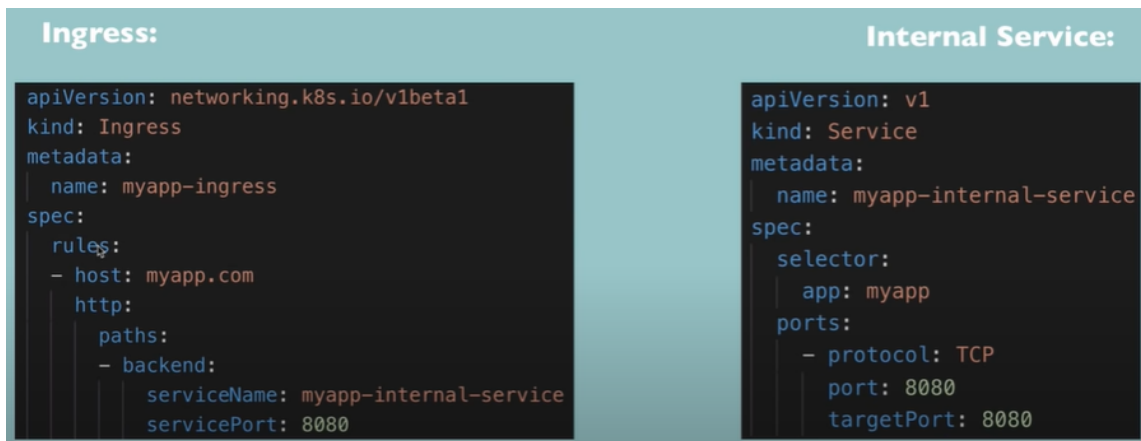 Ingress:
apiVersion: networking.k8s.io/v1beta1
kind: Ingress
metadata:
  name: myapp-ingress
spec:
  rules:
  - host: myapp.com
    http:
      paths:
      - backend:
          serviceName: myapp-internal-service
          servicePort: 8080
Internal Service:
apiVersion: v1
kind: Service
metadata:
  name: myapp-internal-service
spec:
  selector:
    app: myapp
  ports:
    - protocol: TCP
      port: 8080
      targetPort: 8080